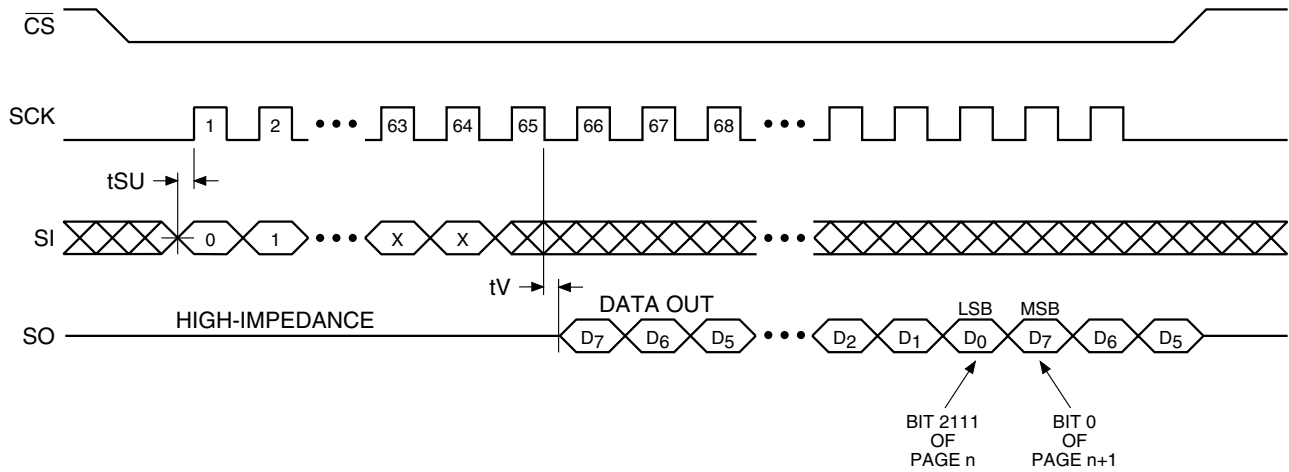 CS
SCK
1 2 ••• 63 64 65 66 67 68 •••
tSU
SI
0 1 ••• X X •••
tV
DATA OUT
HIGH-IMPEDANCE
LSB MSB
SO
D7 D6 D5 ••• D2 D1 D0 D7 D6 D5
BIT 2111
OF
PAGE n
BIT 0
OF
PAGE n+1